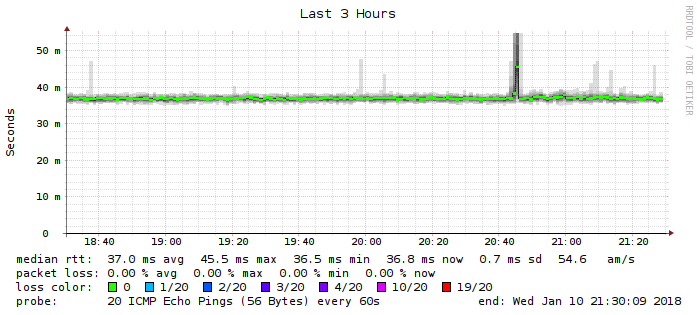 Last 3 Hours
RRDTOOL / TOBI OETIKER
Seconds
50 m
40 m
30 m
20 m
10 m
0
18:40 19:00 19:20 19:40 20:00 20:20 20:40 21:00 21:20
median rtt: 37.0 ms avg 45.5 ms max 36.5 ms min 36.8 ms now 0.7 ms sd 54.6 am/s
packet loss: 0.00 % avg 0.00 % max 0.00 % min 0.00 % now
loss color: 0 1/20 2/20 3/20 4/20 10/20 19/20
probe: 20 ICMP Echo Pings (56 Bytes) every 60s end: Wed Jan 10 21:30:09 2018